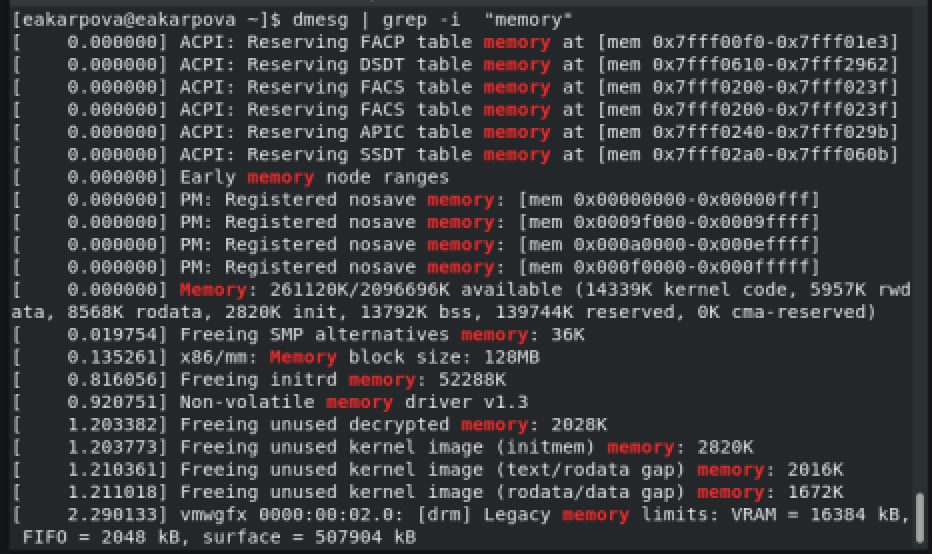 [eakarpova@eakarpova ~]$ dmesg | grep -i  "memory"
[    0.000000] ACPI: Reserving FACP table memory at [mem 0x7fff00f0-0x7fff01e3]
[    0.000000] ACPI: Reserving DSDT table memory at [mem 0x7fff0610-0x7fff2962]
[    0.000000] ACPI: Reserving FACS table memory at [mem 0x7fff0200-0x7fff023f]
[    0.000000] ACPI: Reserving FACS table memory at [mem 0x7fff0200-0x7fff023f]
[    0.000000] ACPI: Reserving APIC table memory at [mem 0x7fff0240-0x7fff029b]
[    0.000000] ACPI: Reserving SSDT table memory at [mem 0x7fff02a0-0x7fff060b]
[    0.000000] Early memory node ranges
[    0.000000] PM: Registered nosave memory: [mem 0x00000000-0x00000fff]
[    0.000000] PM: Registered nosave memory: [mem 0x0009f000-0x0009ffff]
[    0.000000] PM: Registered nosave memory: [mem 0x000a0000-0x000effff]
[    0.000000] PM: Registered nosave memory: [mem 0x000f0000-0x000fffff]
[    0.000000] Memory: 261120K/2096696K available (14339K kernel code, 5957K rwd
ata, 8568K rodata, 2820K init, 13792K bss, 139744K reserved, 0K cma-reserved)
[    0.019754] Freeing SMP alternatives memory: 36K
[    0.135261] x86/mm: Memory block size: 128MB
[    0.816056] Freeing initrd memory: 52288K
[    0.920751] Non-volatile memory driver v1.3
[    1.203382] Freeing unused decrypted memory: 2028K
[    1.203773] Freeing unused kernel image (initmem) memory: 2820K
[    1.210361] Freeing unused kernel image (text/rodata gap) memory: 2016K
[    1.211018] Freeing unused kernel image (rodata/data gap) memory: 1672K
[    2.290133] vmwgfx 0000:00:02.0: [drm] Legacy memory limits: VRAM = 16384 kB,
 FIFO = 2048 kB, surface = 507904 kB